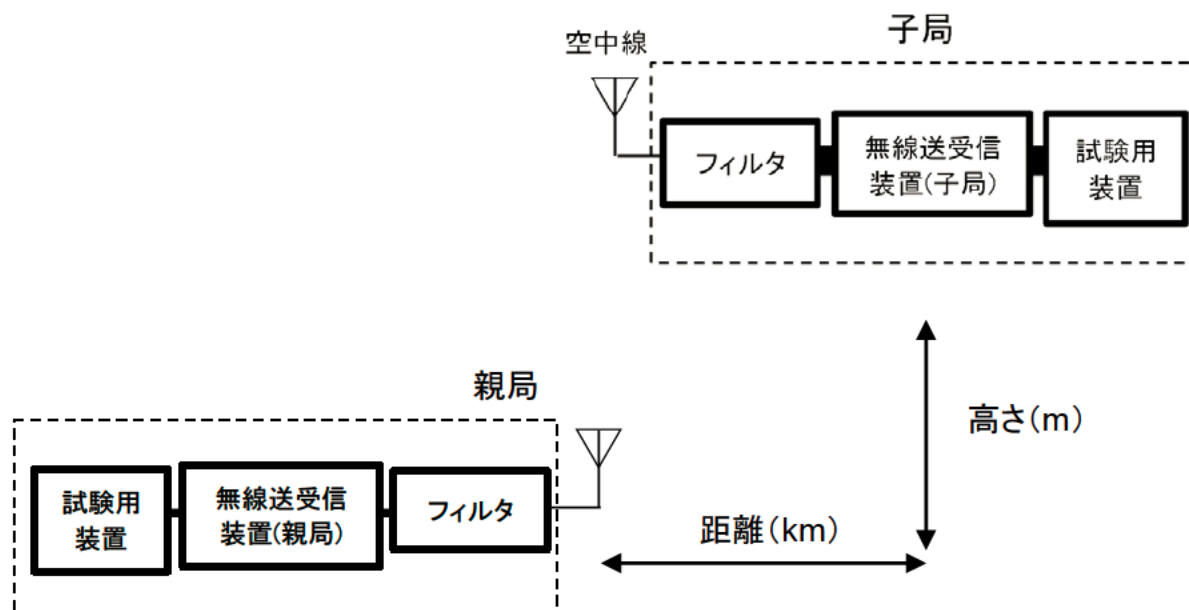 子局
空中線
フィルタ
無線送受信
装置(子局)
試験用
装置
親局
高さ(m)
試験用
装置
無線送受信
装置(親局)
フィルタ
距離(km)